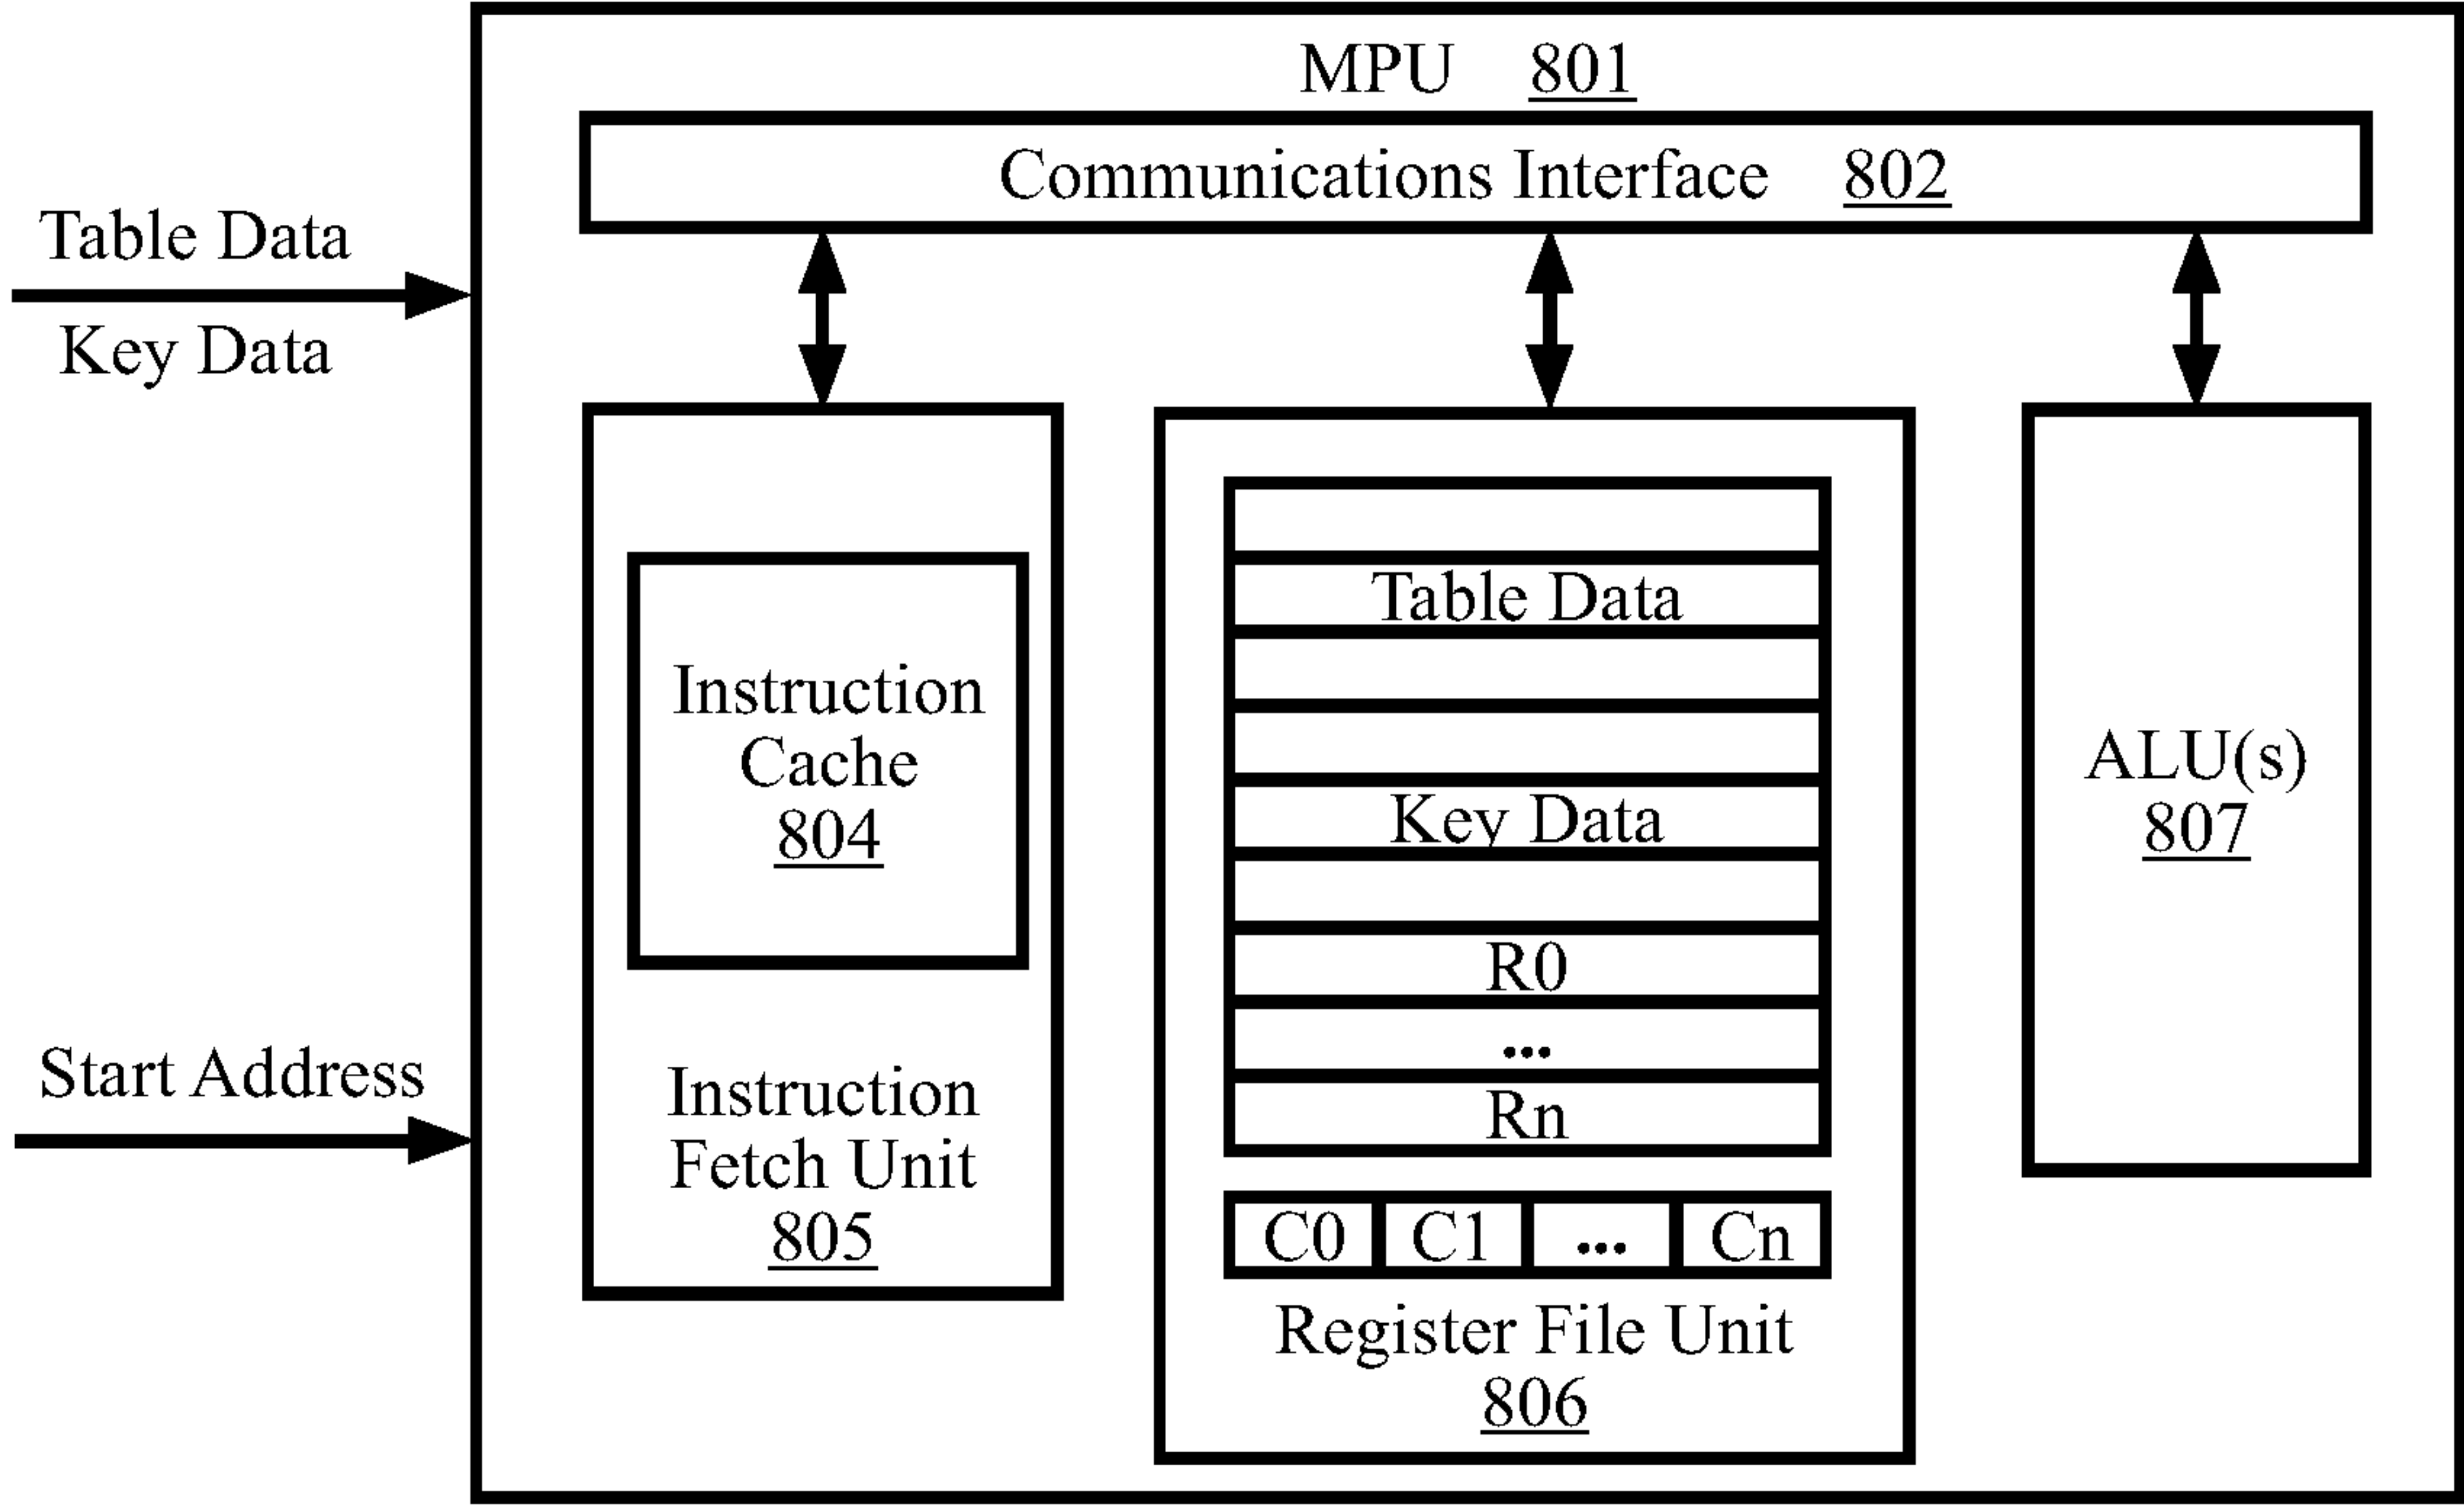 MPU 801
Communications Interface 802
Table Data
Key Data
Start Address
Instruction
Cache
804
Instruction
Fetch Unit
805
Table Data
Key Data
R0
...
Rn
C0 C1 ... Cn
Register File Unit
806
ALU(s)
807